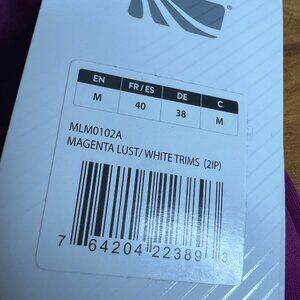 EN FR/ES DE C
M 40 38 M
MLM0102A
MAGENTA LUST/ WHITE TRIMS (2IP)
7 64204 22389 3